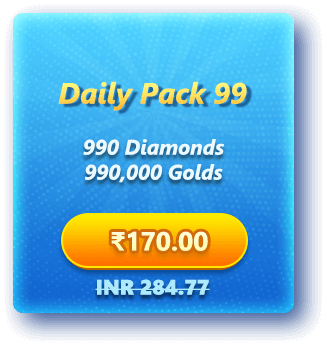 Daily Pack 99
990 Diamonds
990,000 Golds
₹170.00
INR 284.77